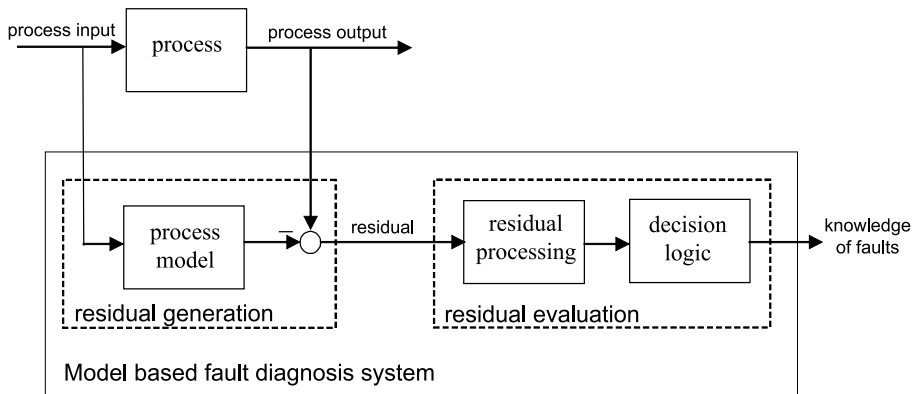 process input
process
process output
process
model
–
residual
residual
processing
decision
logic
knowledge
of faults
residual generation
residual evaluation
Model based fault diagnosis system